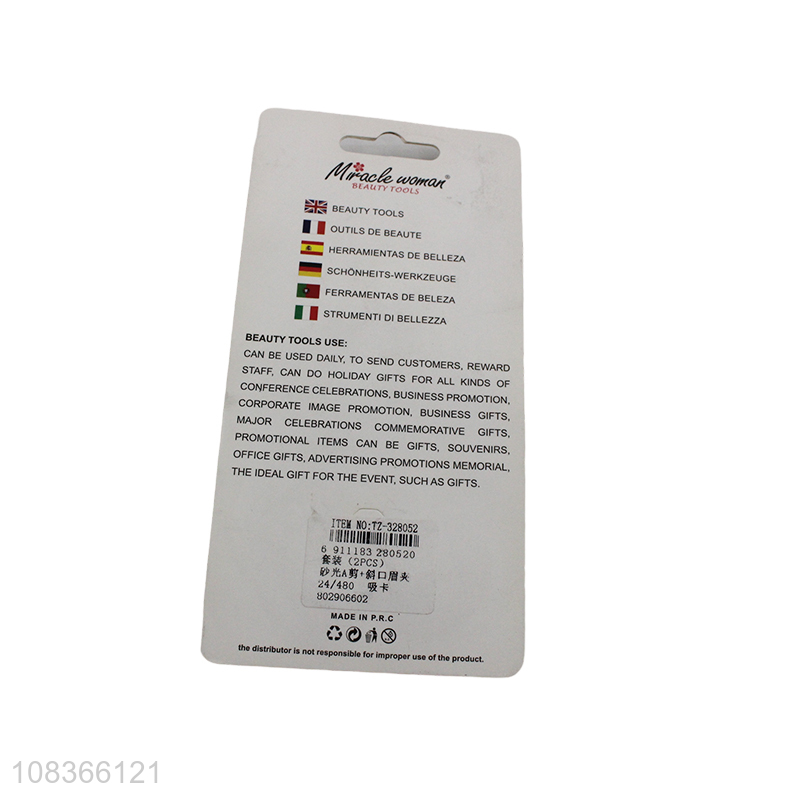 Miracle woman®
BEAUTY TOOLS
BEAUTY TOOLS
OUTILS DE BEAUTE
HERRAMIENTAS DE BELLEZA
SCHÖNHEITS-WERKZEUGE
FERRAMENTAS DE BELEZA
STRUMENTI DI BELLEZZA
BEAUTY TOOLS USE:
CAN BE USED DAILY, TO SEND CUSTOMERS, REWARD
STAFF, CAN DO HOLIDAY GIFTS FOR ALL KINDS OF
CONFERENCE CELEBRATIONS, BUSINESS PROMOTION,
CORPORATE IMAGE PROMOTION, BUSINESS GIFTS,
MAJOR CELEBRATIONS COMMEMORATIVE GIFTS,
PROMOTIONAL ITEMS CAN BE GIFTS, SOUVENIRS,
OFFICE GIFTS, ADVERTISING PROMOTIONS MEMORIAL,
THE IDEAL GIFT FOR THE EVENT, SUCH AS GIFTS.
ITEM NO:TZ-328052
6 911183 280520
套装(2PCS)
砂光A剪+斜口眉夹
24/480 吸卡
802906602
MADE IN P.R.C
the distributor is not responsible for improper use of the product.
108366121